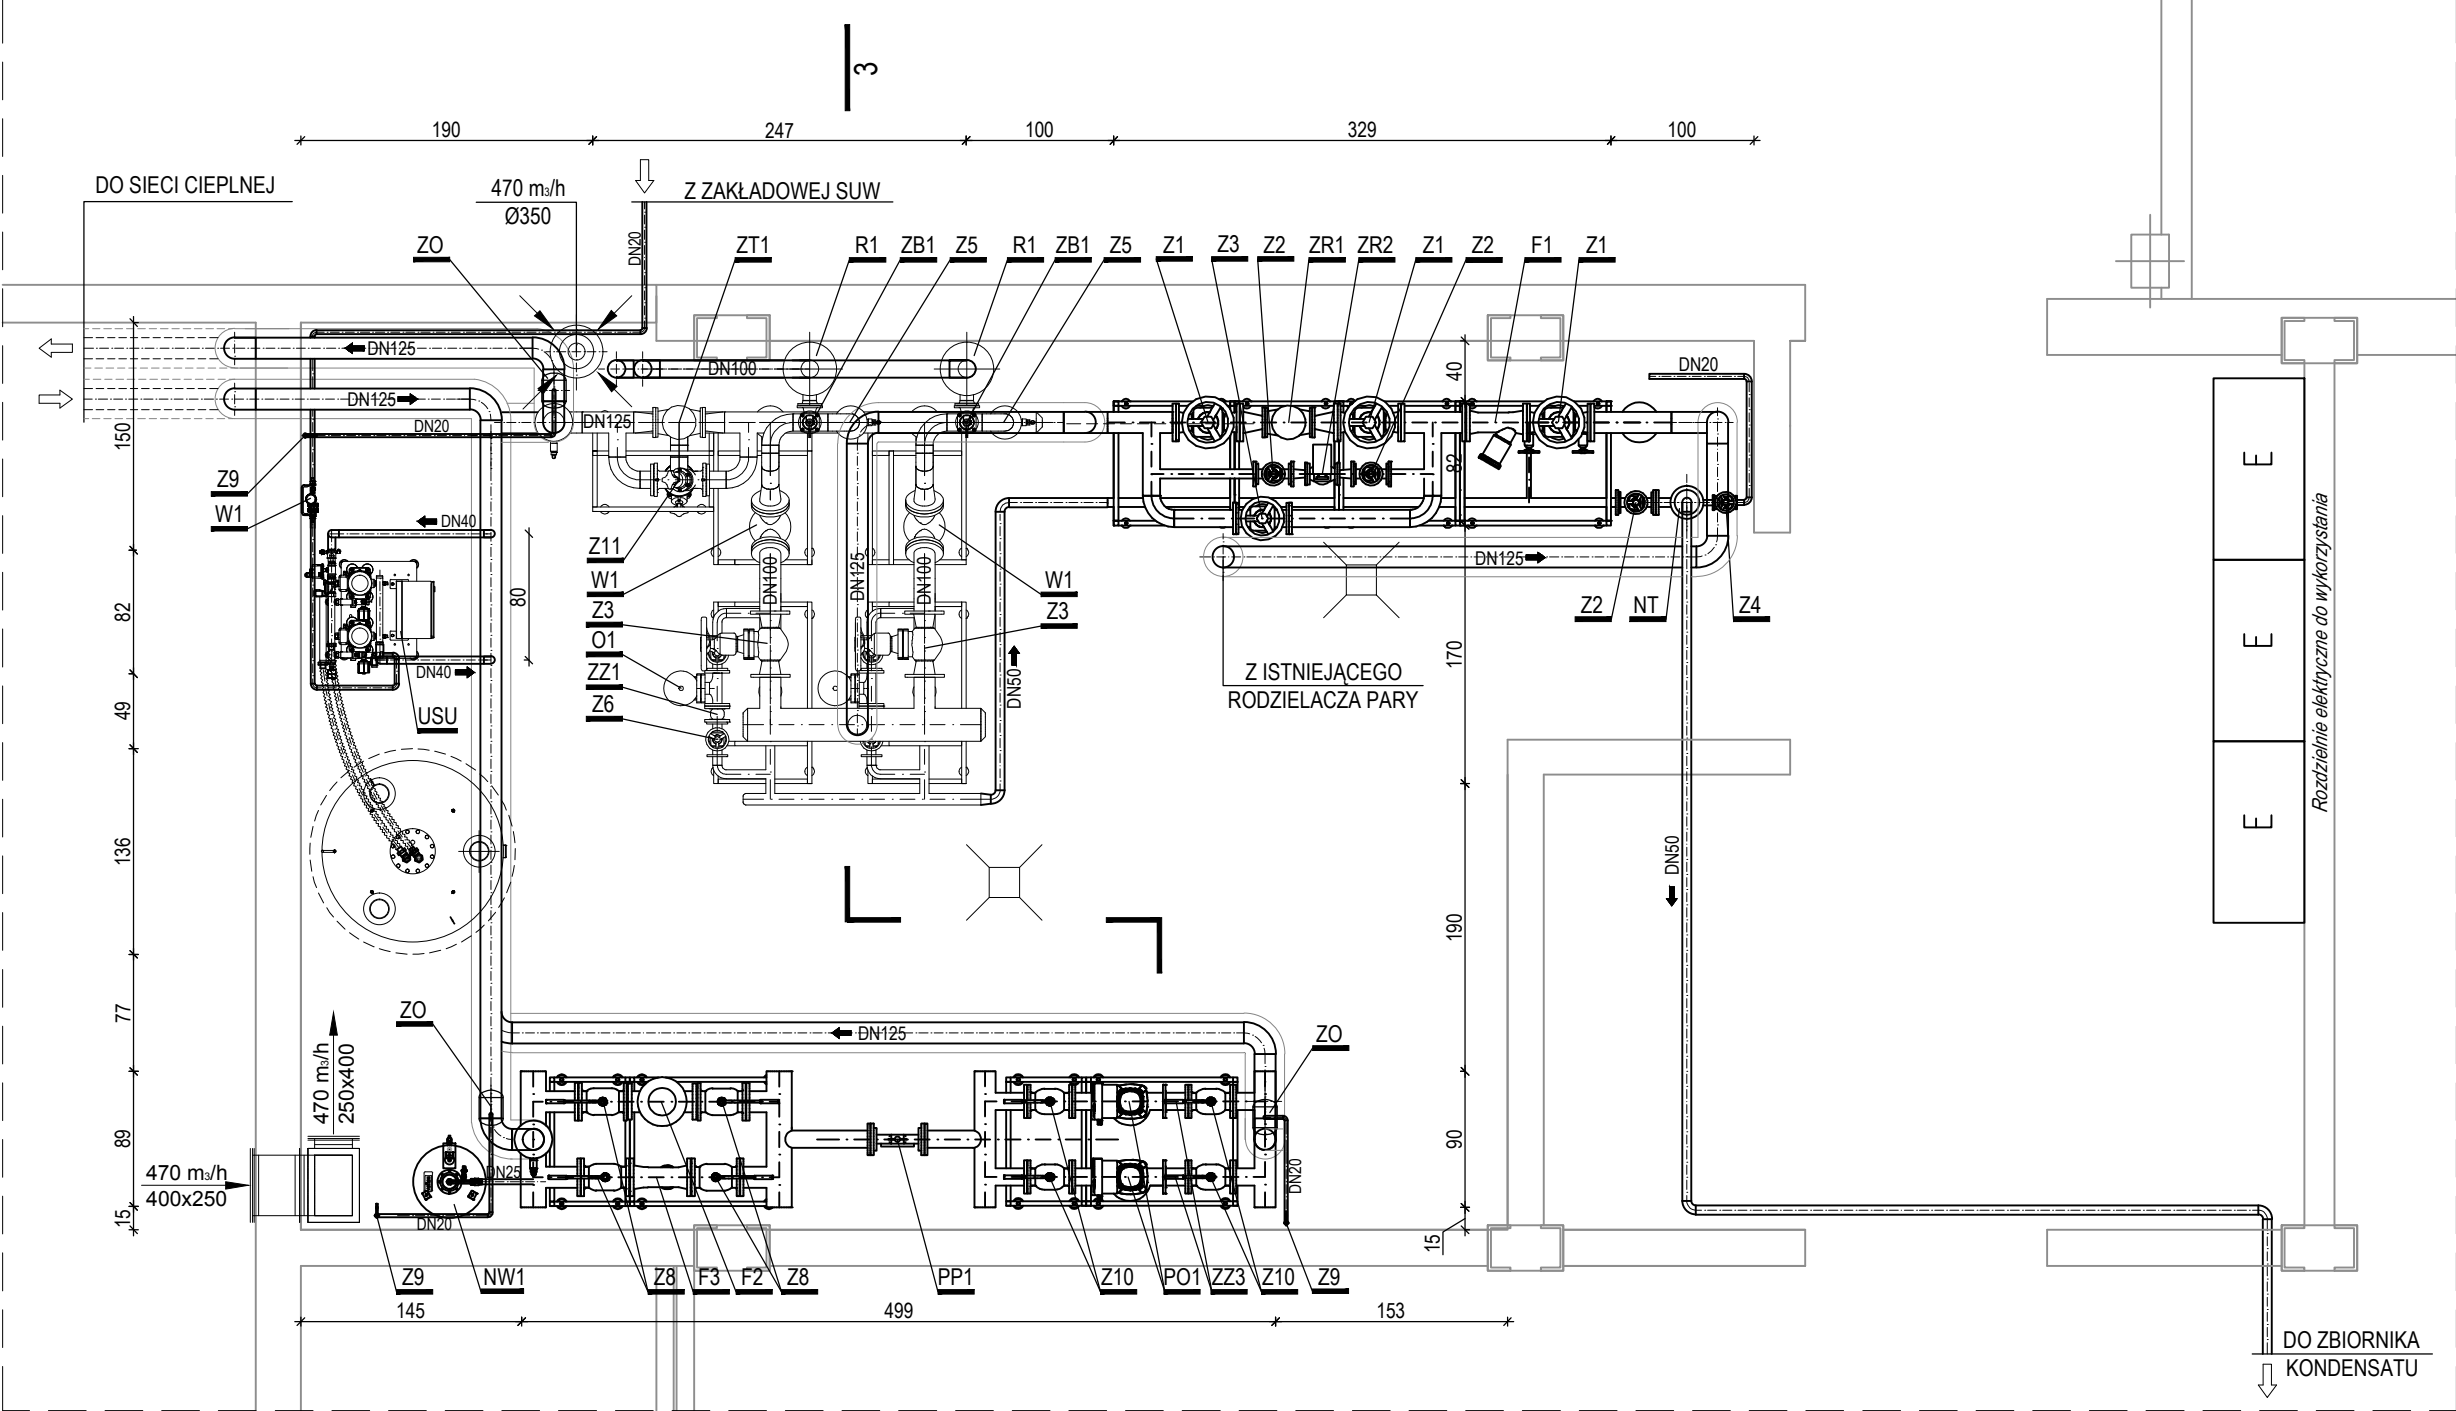 3
190
247
100
329
100
DO SIECI CIEPLNEJ
470 m3/h
Ø350
Z ZAKŁADOWEJ SUW
DN20
ZO
ZT1
R1
ZB1
Z5
R1
ZB1
Z5
Z1
Z3
Z2
ZR1
ZR2
Z1
Z2
F1
Z1
DN125
DN100
DN20
40
DN125
DN125
DN20
150
82
Z9
W1
DN40
Z11
W1
Z3
O1
ZZ1
Z6
DN100
DN125
DN100
W1
Z3
DN125
Z2
NT
Z4
82
80
DN40
49
USU
DN50
170
Z ISTNIEJĄCEGO
RODZIELACZA PARY
E
E
E
Rozdzielnie elektryczne do wykorzystania
136
DN50
190
77
ZO
DN125
ZO
470 m3/h
250x400
89
90
470 m3/h
400x250
DN25
DN20
DN20
15
15
Z9
NW1
Z8
F3
F2
Z8
PP1
Z10
PO1
ZZ3
Z10
Z9
145
499
153
DO ZBIORNIKA
KONDENSATU